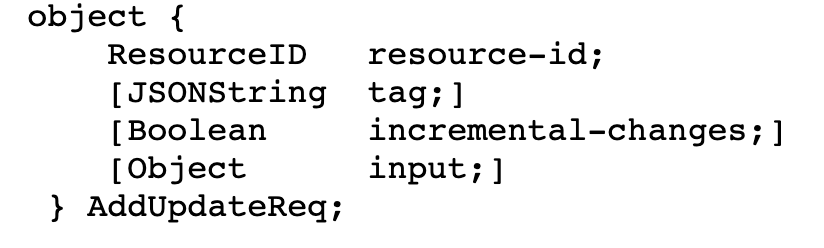 object {
    ResourceID   resource-id;
    [JSONString  tag;]
    [Boolean     incremental-changes;]
    [Object      input;]
 } AddUpdateReq;